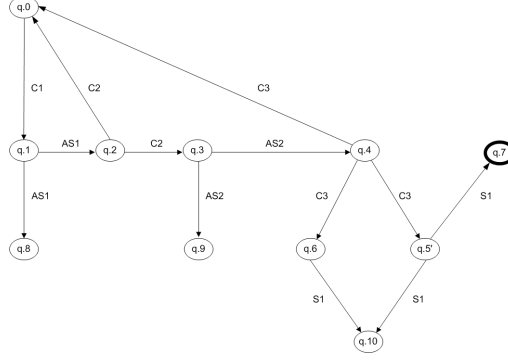 q.0
C1
C2
C3
q.1
AS1
q.2
C2
q.3
AS2
q.4
q.7
AS1
AS2
C3
C3
S1
q.8
q.9
q.6
q.5'
S1
S1
q.10